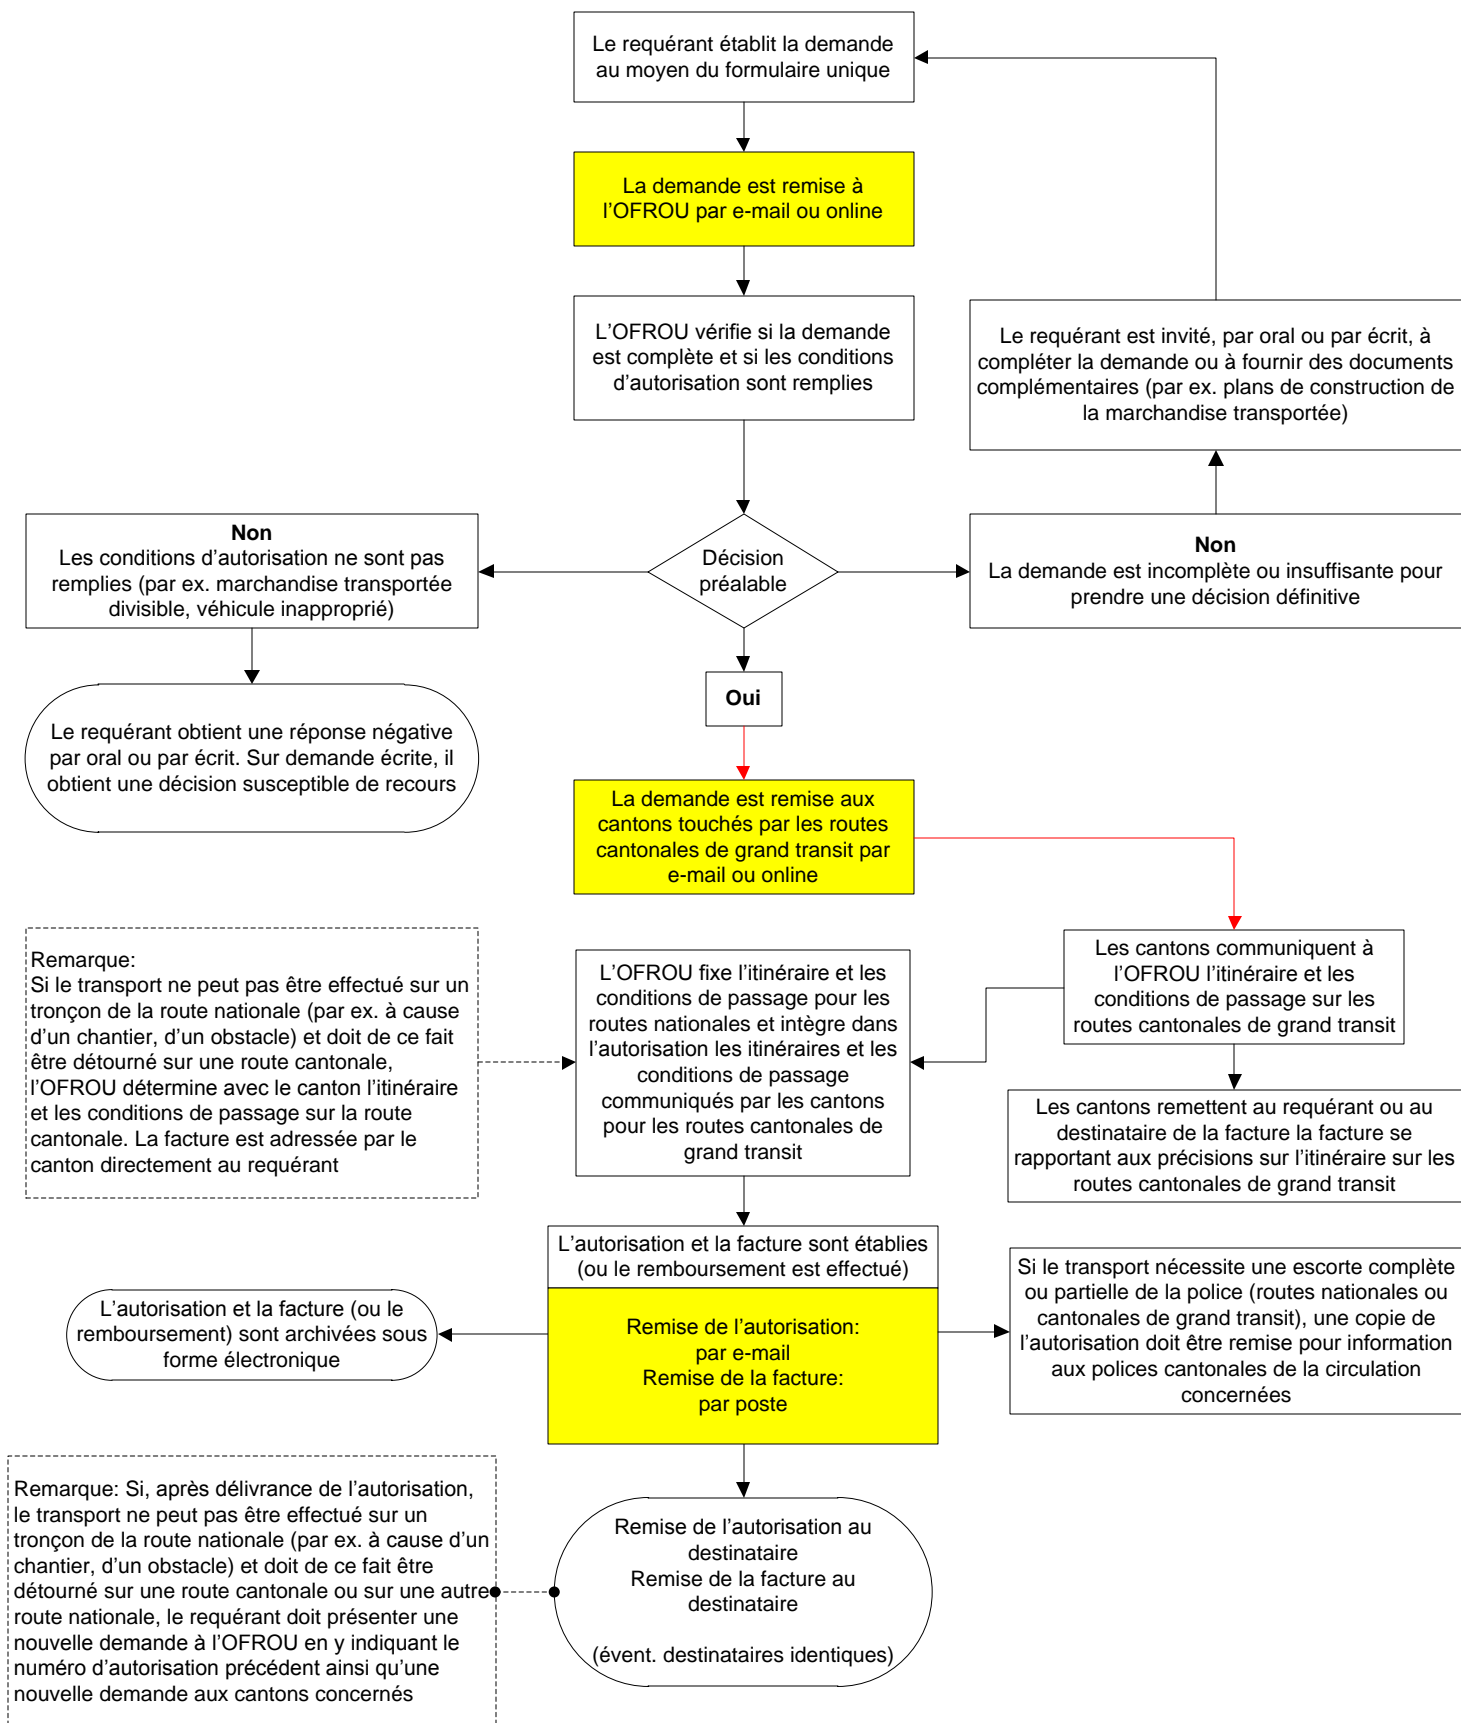 Le requérant établit la demande
au moyen du formulaire unique
La demande est remise à
l’OFROU par e-mail ou online
L’OFROU vérifie si la demande
est complète et si les conditions
d’autorisation sont remplies
Le requérant est invité, par oral ou par écrit, à
compléter la demande ou à fournir des documents
complémentaires (par ex. plans de construction de
la marchandise transportée)
Non
Les conditions d’autorisation ne sont pas
remplies (par ex. marchandise transportée
divisible, véhicule inapproprié)
Décision
préalable
Non
La demande est incomplète ou insuffisante pour
prendre une décision définitive
Oui
Le requérant obtient une réponse négative
par oral ou par écrit. Sur demande écrite, il
obtient une décision susceptible de recours
La demande est remise aux
cantons touchés par les routes
cantonales de grand transit par
e-mail ou online
Remarque:
Si le transport ne peut pas être effectué sur un
tronçon de la route nationale (par ex. à cause
d’un chantier, d’un obstacle) et doit de ce fait
être détourné sur une route cantonale,
l’OFROU détermine avec le canton l’itinéraire
et les conditions de passage sur la route
cantonale. La facture est adressée par le
canton directement au requérant
L’OFROU fixe l’itinéraire et les
conditions de passage pour les
routes nationales et intègre dans
l’autorisation les itinéraires et les
conditions de passage
communiqués par les cantons
pour les routes cantonales de
grand transit
Les cantons communiquent à
l’OFROU l’itinéraire et les
conditions de passage sur les
routes cantonales de grand transit
Les cantons remettent au requérant ou au
destinataire de la facture la facture se
rapportant aux précisions sur l’itinéraire sur les
routes cantonales de grand transit
L’autorisation et la facture sont établies
(ou le remboursement est effectué)
L’autorisation et la facture (ou le
remboursement) sont archivées sous
forme électronique
Remise de l’autorisation:
par e-mail
Remise de la facture:
par poste
Si le transport nécessite une escorte complète
ou partielle de la police (routes nationales ou
cantonales de grand transit), une copie de
l’autorisation doit être remise pour information
aux polices cantonales de la circulation
concernées
Remarque: Si, après délivrance de l’autorisation,
le transport ne peut pas être effectué sur un
tronçon de la route nationale (par ex. à cause d’un
chantier, d’un obstacle) et doit de ce fait être
détourné sur une route cantonale ou sur une autre
route nationale, le requérant doit présenter une
nouvelle demande à l’OFROU en y indiquant le
numéro d’autorisation précédent ainsi qu’une
nouvelle demande aux cantons concernés
Remise de l’autorisation au
destinataire
Remise de la facture au
destinataire
(évent. destinataires identiques)